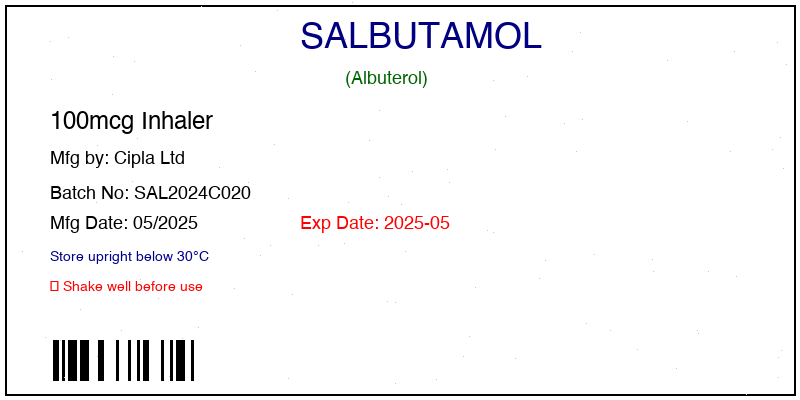 SALBUTAMOL
(Albuterol)
100mcg Inhaler
Mfg by: Cipla Ltd
Batch No: SAL2024C020
Mfg Date: 05/2025 Exp Date: 2025-05
Store upright below 30°C
Shake well before use